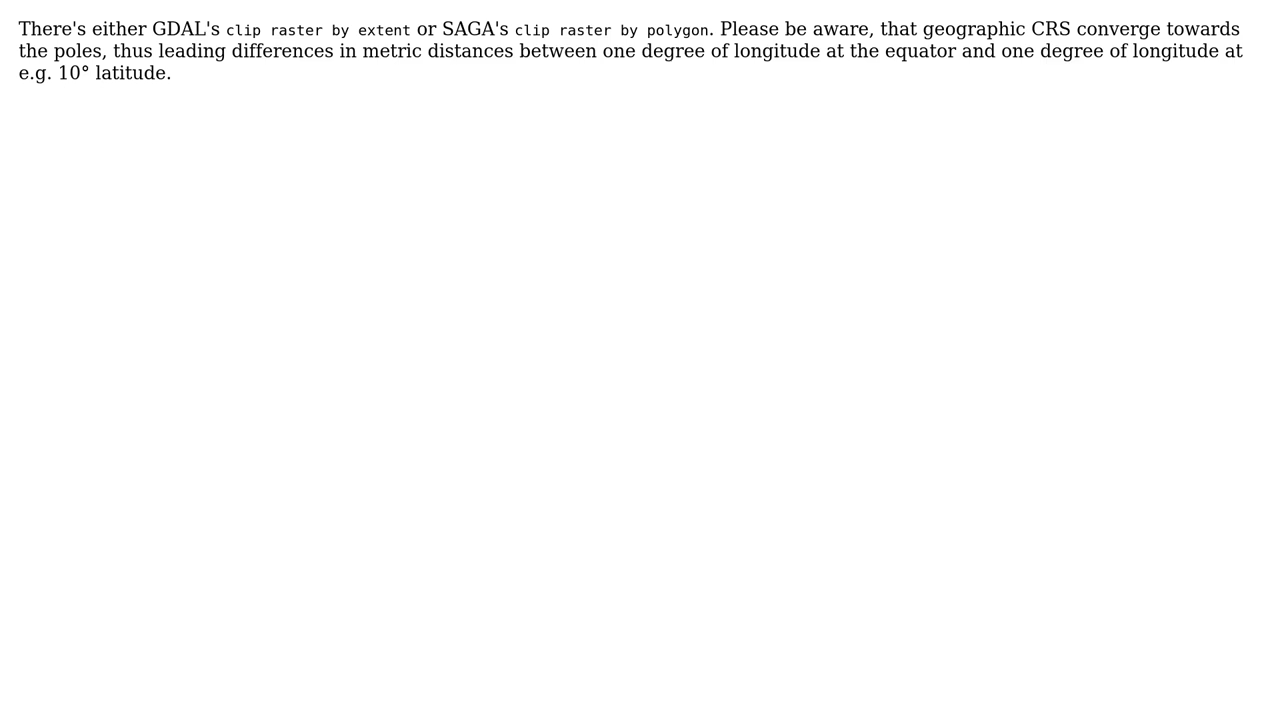 There's either GDAL's clip raster by extent or SAGA's clip raster by polygon. Please be aware, that geographic CRS converge towards
the poles, thus leading differences in metric distances between one degree of longitude at the equator and one degree of longitude at
e.g. 10° latitude.